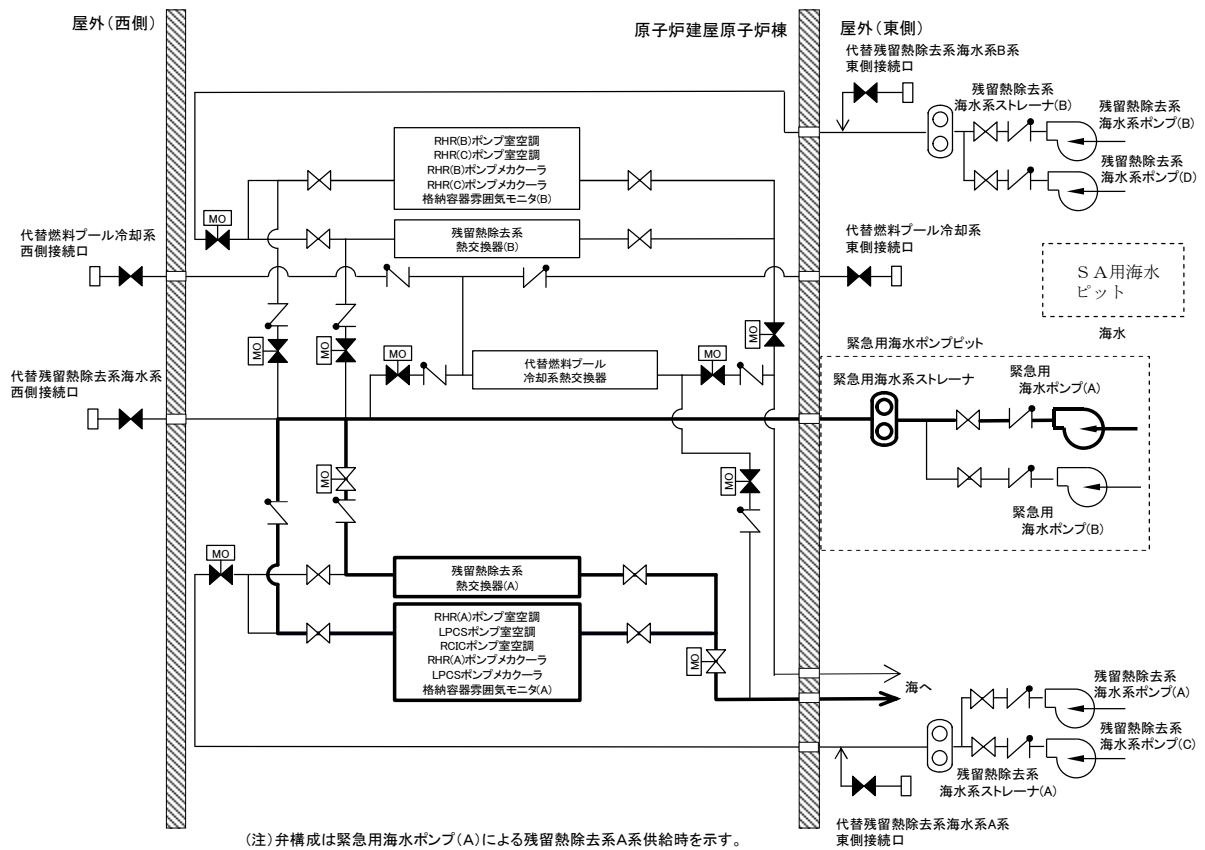 屋外(西側)
原子炉建屋原子炉棟
屋外(東側)
代替残留熱除去系海水系B系
東側接続口
残留熱除去系
海水系ストレーナ(B)
残留熱除去系
海水系ポンプ(B)
残留熱除去系
海水系ポンプ(D)
RHR(B)ポンプ室空調
RHR(C)ポンプ室空調
RHR(B)ポンプメカクーラ
RHR(C)ポンプメカクーラ
格納容器雰囲気モニタ(B)
MO
残留熱除去系
熱交換器(B)
代替燃料プール冷却系
西側接続口
代替燃料プール冷却系
東側接続口
SA用海水
ピット
海水
MO
MO
MO
MO
MO
代替燃料プール
冷却系熱交換器
緊急用海水ポンプピット
緊急用海水系ストレーナ
緊急用
海水ポンプ(A)
代替残留熱除去系海水系
西側接続口
MO
MO
緊急用
海水ポンプ(B)
MO
残留熱除去系
熱交換器(A)
RHR(A)ポンプ室空調
LPCSポンプ室空調
RCICポンプ室空調
RHR(A)ポンプメカクーラ
LPCSポンプメカクーラ
格納容器雰囲気モニタ(A)
MO
海へ
残留熱除去系
海水系ポンプ(A)
残留熱除去系
海水系ポンプ(C)
残留熱除去系
海水系ストレーナ(A)
代替残留熱除去系海水系A系
東側接続口
(注)弁構成は緊急用海水ポンプ(A)による残留熱除去系A系供給時を示す。